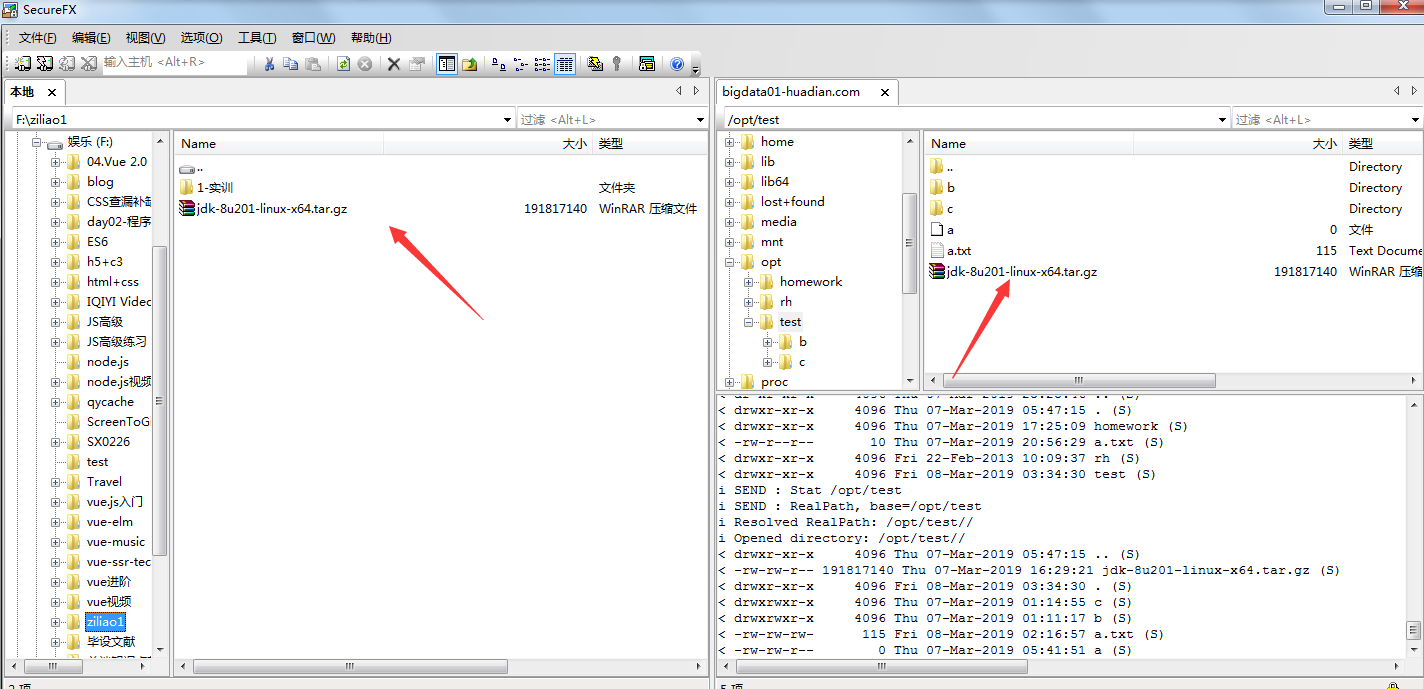 SecureFX
文件(F) 编辑(E) 视图(V) 选项(O) 工具(T) 窗口(W) 帮助(H)
输入主机 <Alt+R>
本地
F:\ziliao1
过滤 <Alt+L>
娱乐 (F:)
04.Vue 2.0
blog
CSS查漏补缺
day02-程序
ES6
h5+c3
html+css
IQIYI Video
JS高级
JS高级练习
node.js
node.js视频
qycache
ScreenToG
SX0226
test
Travel
vue.js入门
vue-elm
vue-music
vue-ssr-tec
vue进阶
vue视频
ziliao1
毕设文献
Name 大小 类型
..
1-实训 文件夹
jdk-8u201-linux-x64.tar.gz 191817140 WinRAR 压缩文件
bigdata01-huadian.com
/opt/test
过滤 <Alt+L>
home
lib
lib64
lost+found
media
mnt
opt
homework
rh
test
b
c
proc
Name 大小 类型
.. Directory
b Directory
c Directory
a 0 文件
a.txt 115 Text Docume
jdk-8u201-linux-x64.tar.gz 191817140 WinRAR 压缩
< drwxr-xr-x 4096 Thu 07-Mar-2019 05:47:15 . (S)
< drwxr-xr-x 4096 Thu 07-Mar-2019 17:25:09 homework (S)
< -rw-r--r-- 10 Thu 07-Mar-2019 20:56:29 a.txt (S)
< drwxr-xr-x 4096 Fri 22-Feb-2013 10:09:37 rh (S)
< drwxr-xr-x 4096 Fri 08-Mar-2019 03:34:30 test (S)
i SEND : Stat /opt/test
i SEND : RealPath, base=/opt/test
i Resolved RealPath: /opt/test//
i Opened directory: /opt/test//
< drwxr-xr-x 4096 Thu 07-Mar-2019 05:47:15 .. (S)
< -rw-rw-r-- 191817140 Thu 07-Mar-2019 16:29:21 jdk-8u201-linux-x64.tar.gz (S)
< drwxr-xr-x 4096 Fri 08-Mar-2019 03:34:30 . (S)
< drwxrwxrwx 4096 Thu 07-Mar-2019 01:14:55 c (S)
< drwxrwxrwx 4096 Thu 07-Mar-2019 01:11:17 b (S)
< -rw-rw-rw- 115 Fri 08-Mar-2019 02:16:57 a.txt (S)
< -rw-rw-rw- 0 Thu 07-Mar-2019 05:41:51 a (S)